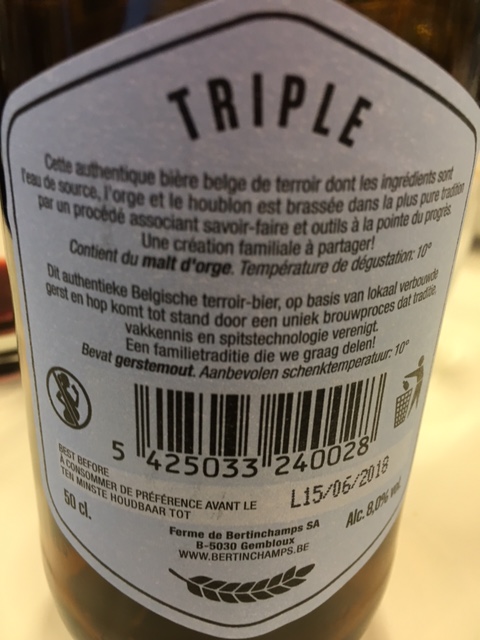 TRIPLE
Cette authentique bière belge de terroir dont les ingrédients sont
l'eau de source, l'orge et le houblon est brassée dans la plus pure tradition
par un procédé associant savoir-faire et outils à la pointe du progrès.
Une création familiale à partager!
Contient du malt d'orge. Température de dégustation: 10°
Dit authentieke Belgische terroir-bier, op basis van lokaal verbouwde
gerst en hop komt tot stand door een uniek brouwproces dat traditie,
vakkennis en spitstechnologie verenigt.
Een familietraditie die we graag delen!
Bevat gerstemout. Aanbevolen schenktemperatuur: 10°
5 425033 240028
BEST BEFORE
À CONSOMMER DE PRÉFÉRENCE AVANT LE
TEN MINSTE HOUDBAAR TOT
L15/06/2018
50 cl.
Alc. 8,0% vol.
Ferme de Bertinchamps SA
B-5030 Gembloux
WWW.BERTINCHAMPS.BE